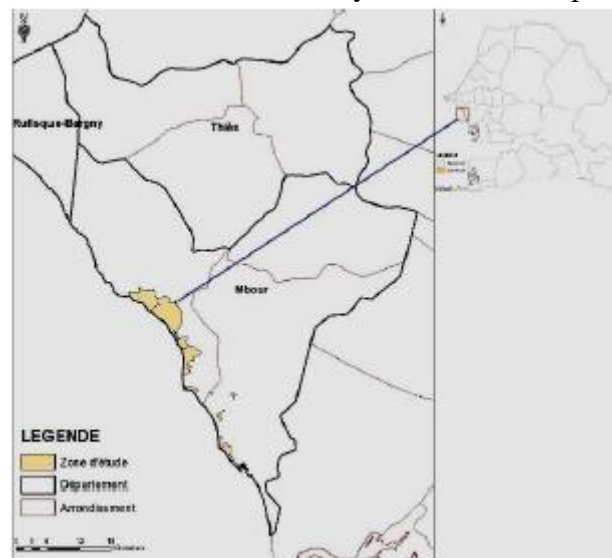 Rufisque-Bargny
Thiès
Mbour
LEGENDE
Zone d'étude
Département
Arrondissement